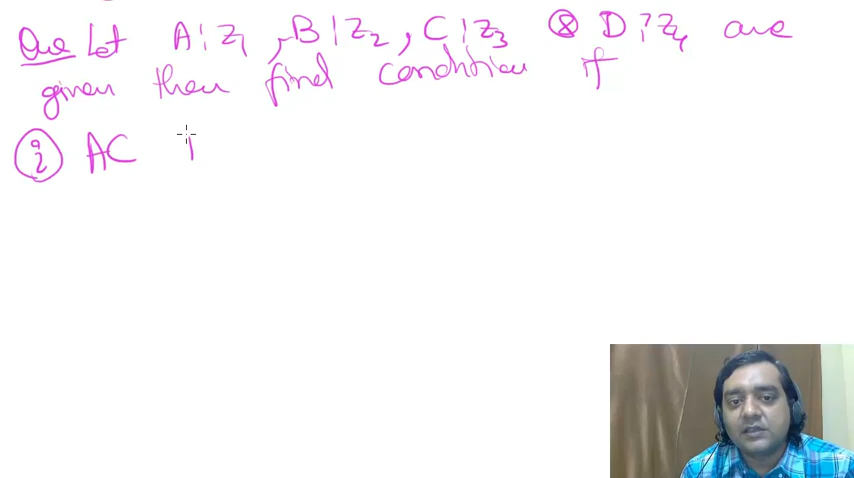 Que Let A|Z₁, B|Z₂, C|Z₃ & D|Z₄ are
given then find condition if
(i) AC